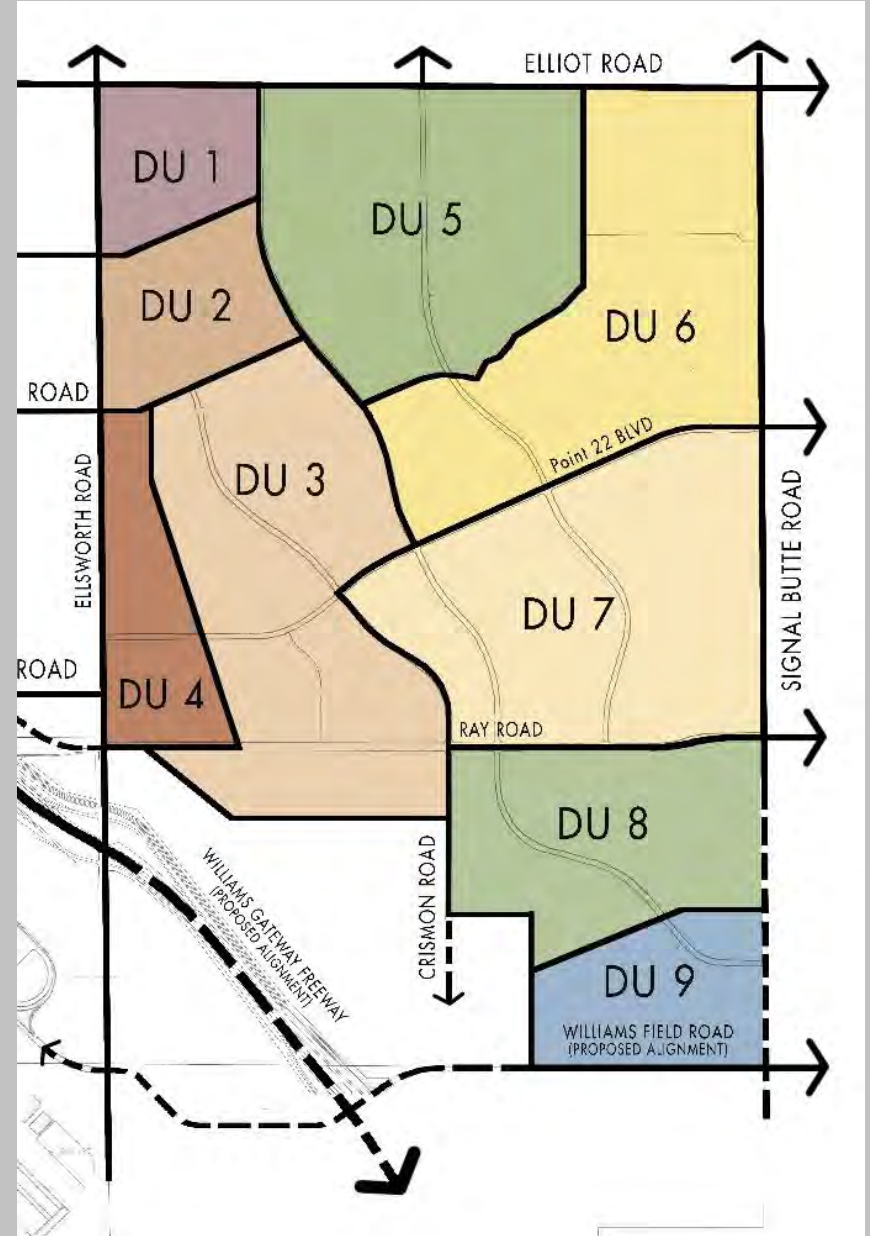 ELLIOT ROAD
DU 1
DU 5
DU 2
DU 6
ROAD
Point 22 BLVD
DU 3
ELLSWORTH ROAD
SIGNAL BUTTE ROAD
DU 7
ROAD
DU 4
RAY ROAD
DU 8
WILLIAMS GATEWAY FREEWAY
(PROPOSED ALIGNMENT)
CRISMON ROAD
DU 9
WILLIAMS FIELD ROAD
(PROPOSED ALIGNMENT)